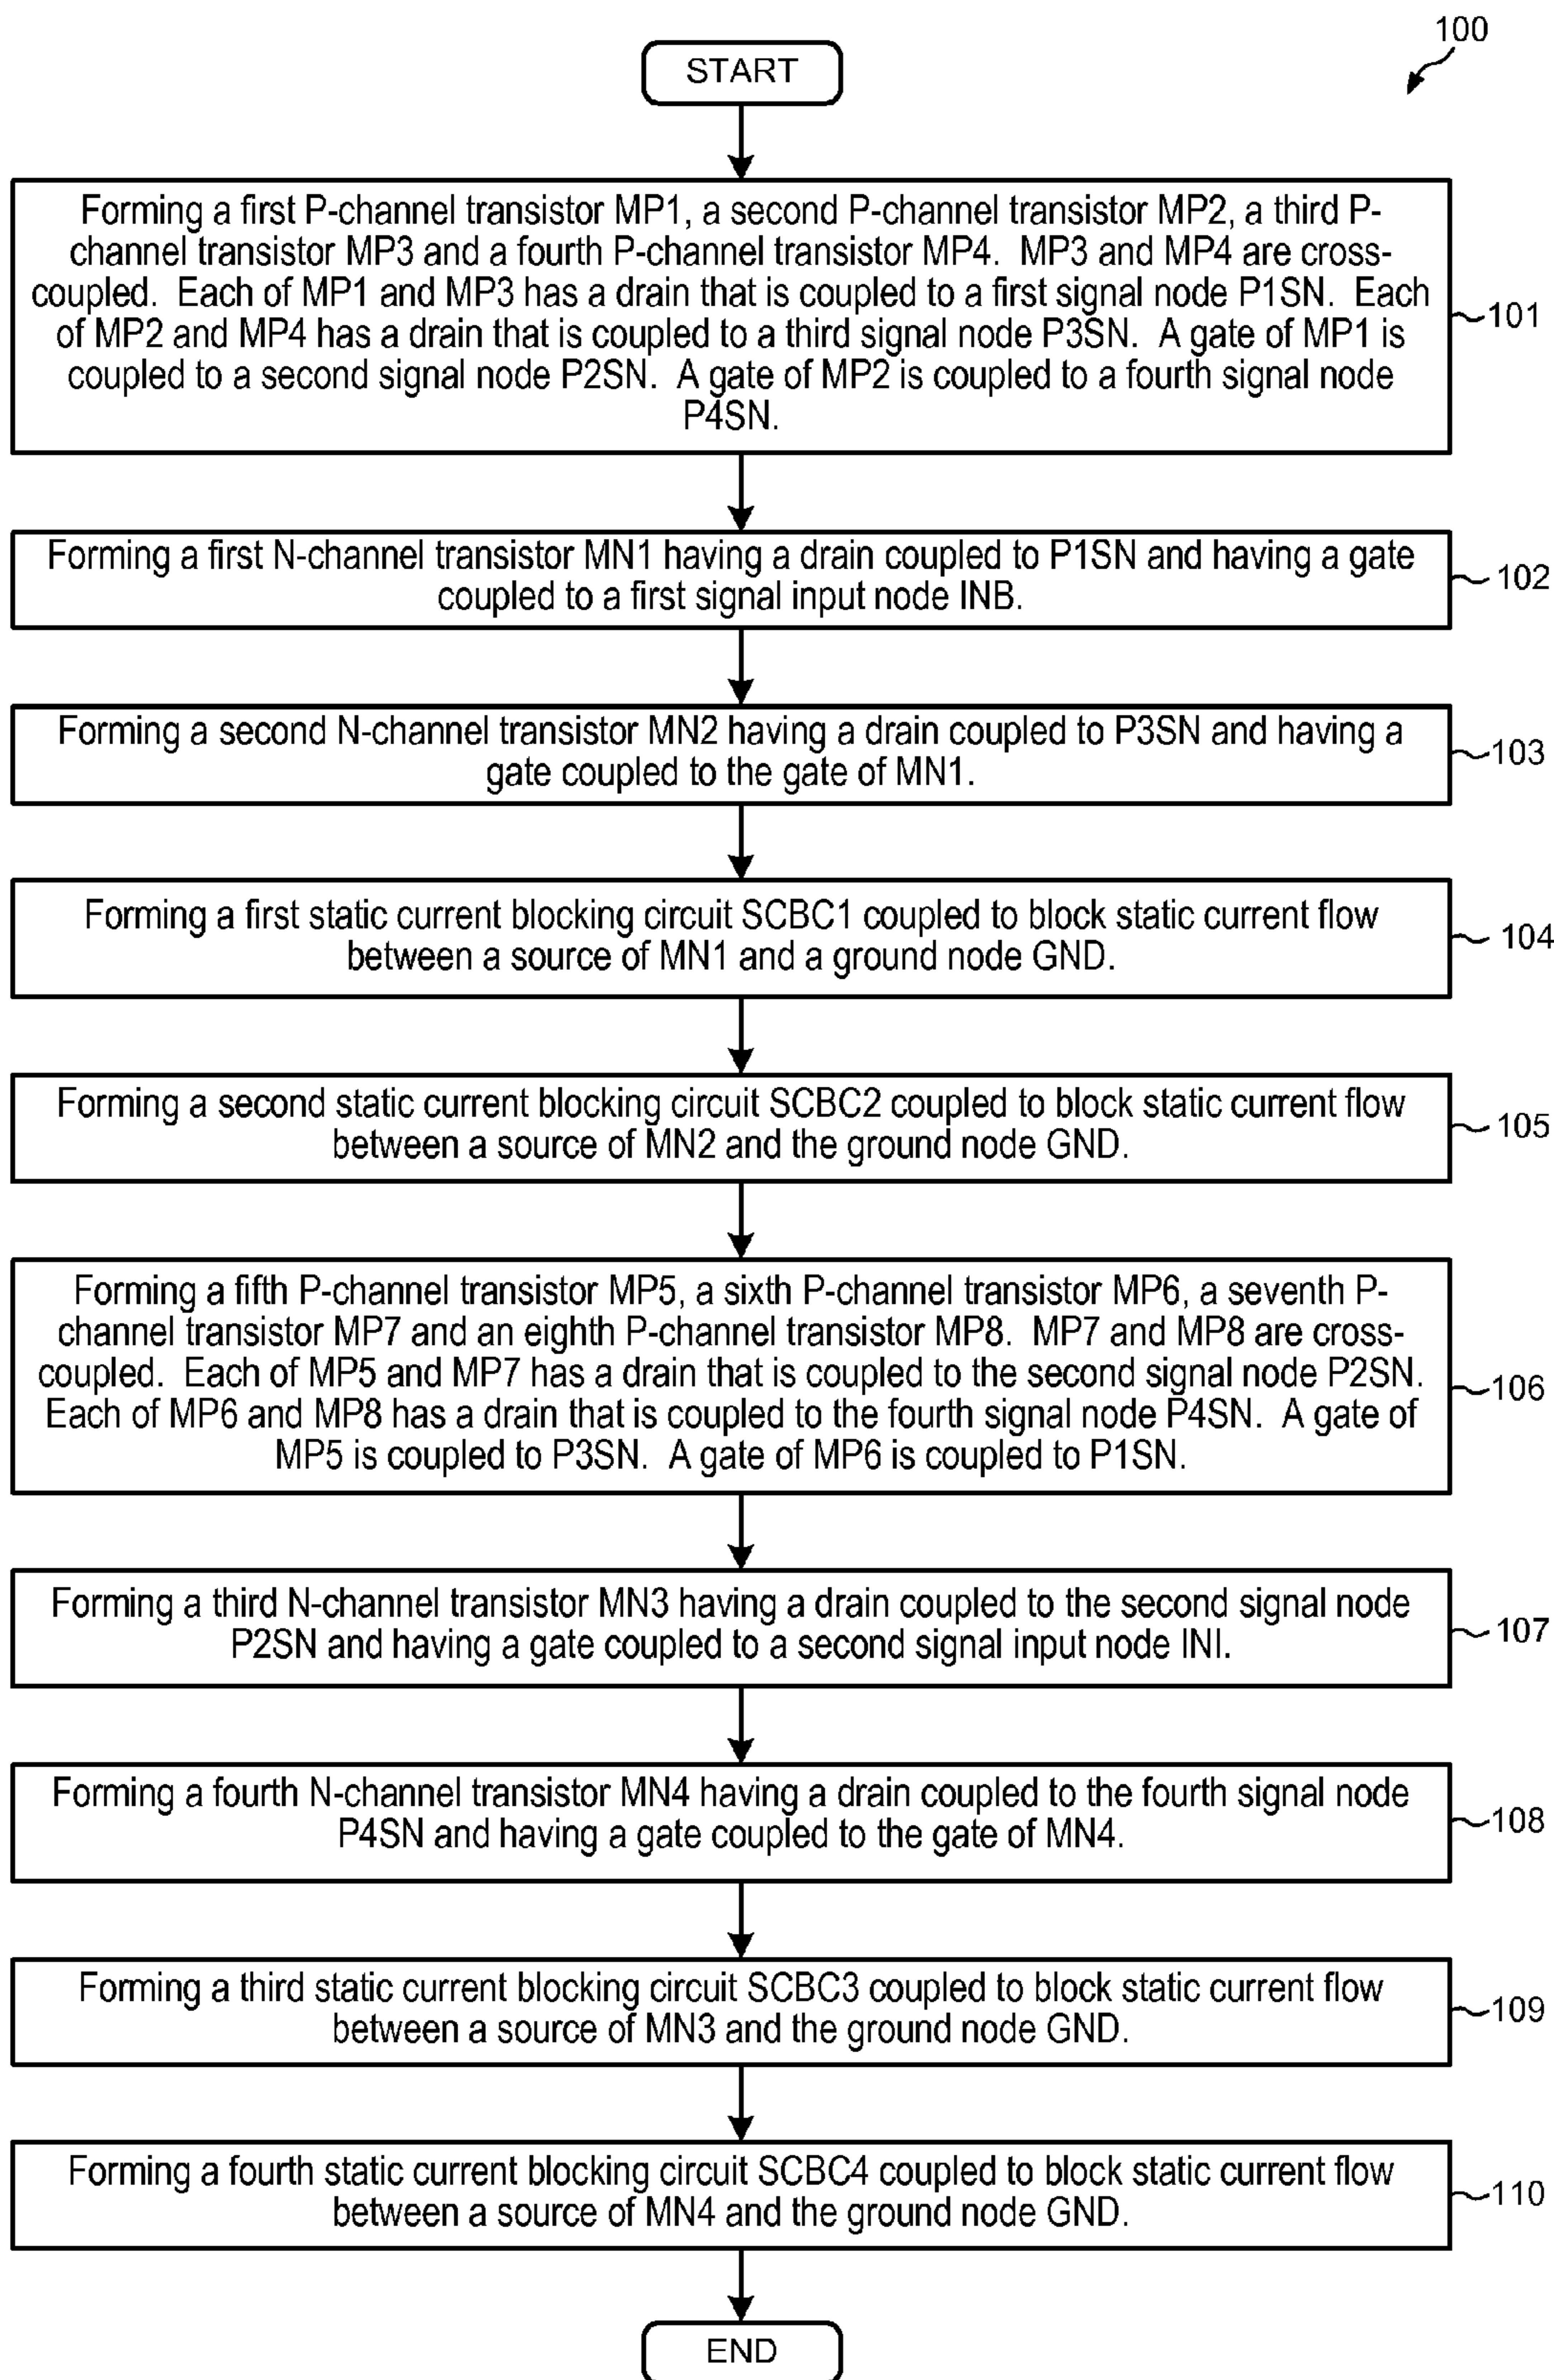 100
START
Forming a first P-channel transistor MP1, a second P-channel transistor MP2, a third P-
channel transistor MP3 and a fourth P-channel transistor MP4. MP3 and MP4 are cross-
coupled. Each of MP1 and MP3 has a drain that is coupled to a first signal node P1SN. Each
of MP2 and MP4 has a drain that is coupled to a third signal node P3SN. A gate of MP1 is
coupled to a second signal node P2SN. A gate of MP2 is coupled to a fourth signal node
P4SN.
101
Forming a first N-channel transistor MN1 having a drain coupled to P1SN and having a gate
coupled to a first signal input node INB.
102
Forming a second N-channel transistor MN2 having a drain coupled to P3SN and having a
gate coupled to the gate of MN1.
103
Forming a first static current blocking circuit SCBC1 coupled to block static current flow
between a source of MN1 and a ground node GND.
104
Forming a second static current blocking circuit SCBC2 coupled to block static current flow
between a source of MN2 and the ground node GND.
105
Forming a fifth P-channel transistor MP5, a sixth P-channel transistor MP6, a seventh P-
channel transistor MP7 and an eighth P-channel transistor MP8. MP7 and MP8 are cross-
coupled. Each of MP5 and MP7 has a drain that is coupled to the second signal node P2SN.
Each of MP6 and MP8 has a drain that is coupled to the fourth signal node P4SN. A gate of
MP5 is coupled to P3SN. A gate of MP6 is coupled to P1SN.
106
Forming a third N-channel transistor MN3 having a drain coupled to the second signal node
P2SN and having a gate coupled to a second signal input node INI.
107
Forming a fourth N-channel transistor MN4 having a drain coupled to the fourth signal node
P4SN and having a gate coupled to the gate of MN4.
108
Forming a third static current blocking circuit SCBC3 coupled to block static current flow
between a source of MN3 and the ground node GND.
109
Forming a fourth static current blocking circuit SCBC4 coupled to block static current flow
between a source of MN4 and the ground node GND.
110
END